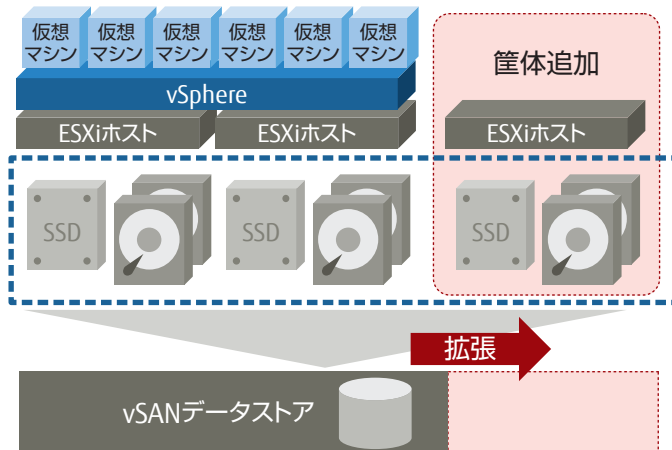 仮想
マシン
仮想
マシン
仮想
マシン
仮想
マシン
仮想
マシン
仮想
マシン
筐体追加
vSphere
ESXiホスト
ESXiホスト
ESXiホスト
SSD
SSD
SSD
拡張
vSANデータストア